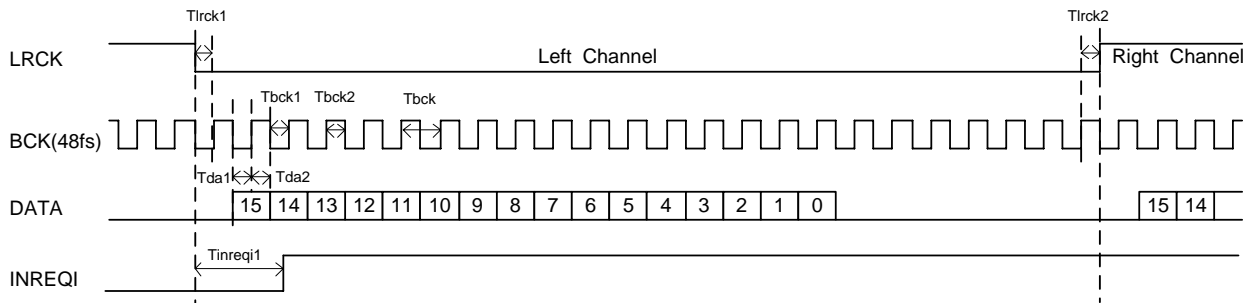 Tlrck1
Tlrck2
LRCK
Left Channel
Right Channel
Tbck1
Tbck2
Tbck
BCK(48fs)
Tda1
Tda2
DATA
15 14 13 12 11 10 9 8 7 6 5 4 3 2 1 0 15 14
Tinreqi1
INREQI